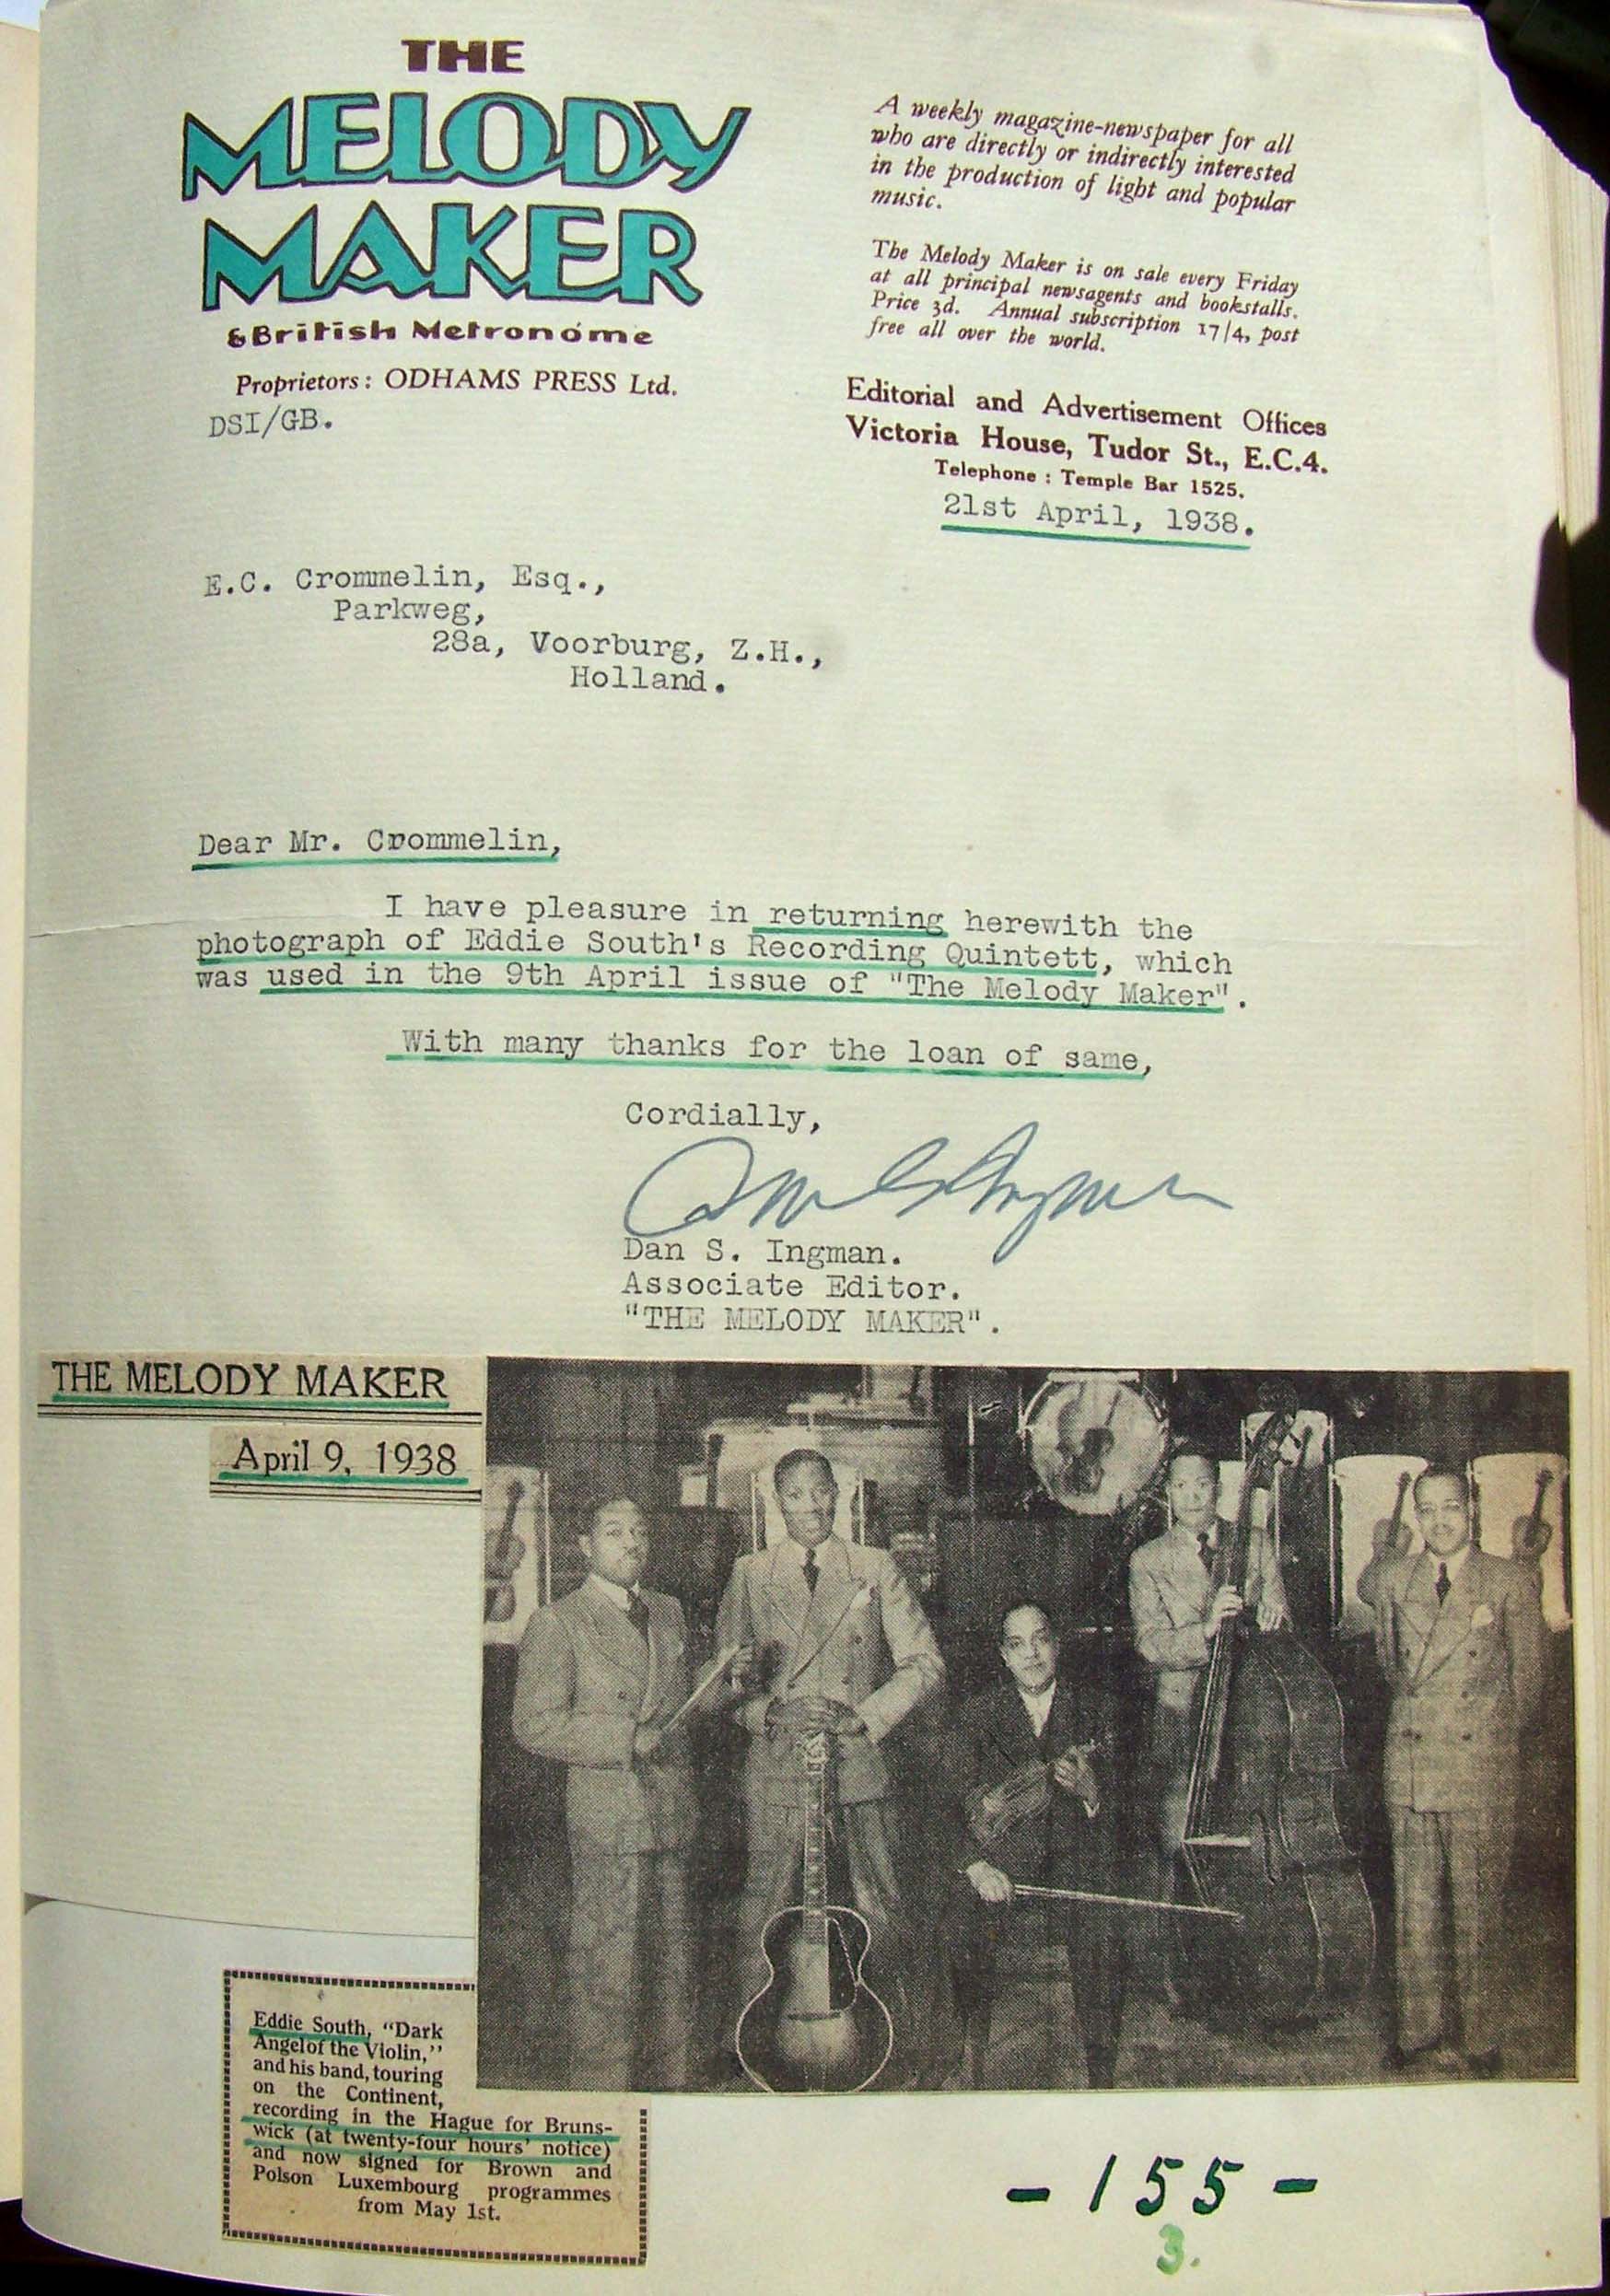 THE
MELODY
MAKER
& British Metronóme
Proprietors: ODHAMS PRESS Ltd.
DSI/GB.
A weekly magazine-newspaper for all
who are directly or indirectly interested
in the production of light and popular
music.
The Melody Maker is on sale every Friday
at all principal newsagents and bookstalls.
Price 3d. Annual subscription 17/4, post
free all over the world.
Editorial and Advertisement Offices
Victoria House, Tudor St., E.C.4.
Telephone : Temple Bar 1525.
21st April, 1938.
E.C. Crommelin, Esq.,
Parkweg,
28a, Voorburg, Z.H.,
Holland.
Dear Mr. Crommelin,
I have pleasure in returning herewith the
photograph of Eddie South's Recording Quintett, which
was used in the 9th April issue of "The Melody Maker".
With many thanks for the loan of same,
Cordially,
Dan S Ingman
Dan S. Ingman.
Associate Editor.
"THE MELODY MAKER".
THE MELODY MAKER
April 9, 1938
Eddie South, "Dark
Angelof the Violin,"
and his band, touring
on the Continent,
recording in the Hague for Bruns-
wick (at twenty-four hours' notice)
and now signed for Brown and
Polson Luxembourg programmes
from May 1st.
- 155 -
3.